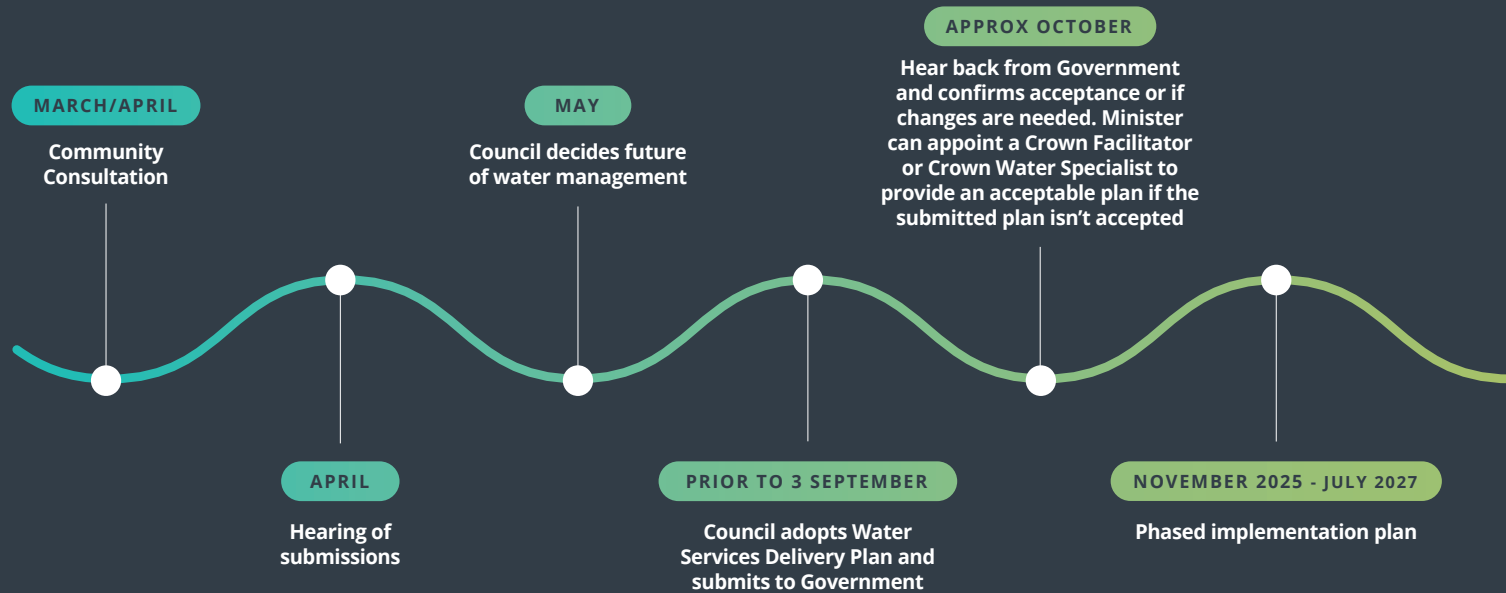 MARCH/APRIL
Community
Consultation
APRIL
Hearing of
submissions
MAY
Council decides future
of water management
PRIOR TO 3 SEPTEMBER
Council adopts Water
Services Delivery Plan and
submits to Government
APPROX OCTOBER
Hear back from Government
and confirms acceptance or if
changes are needed. Minister
can appoint a Crown Facilitator
or Crown Water Specialist to
provide an acceptable plan if the
submitted plan isn’t accepted
NOVEMBER 2025 - JULY 2027
Phased implementation plan